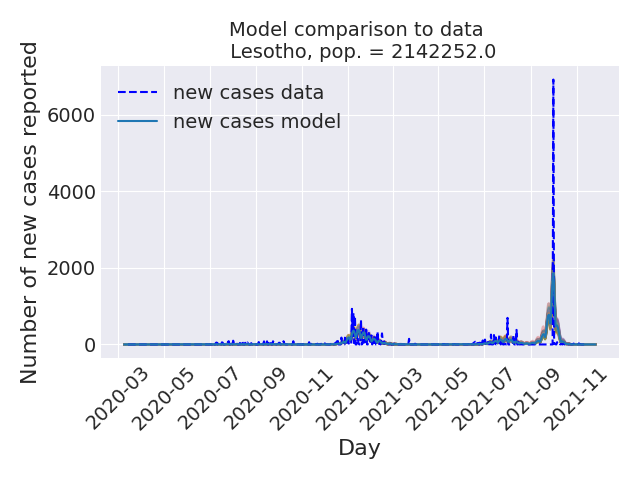 Model comparison to data
Lesotho, pop. = 2142252.0
Number of new cases reported
new cases data
new cases model
6000
4000
2000
0
2020-03
2020-05
2020-07
2020-09
2020-11
2021-01
2021-03
2021-05
2021-07
2021-09
2021-11
Day